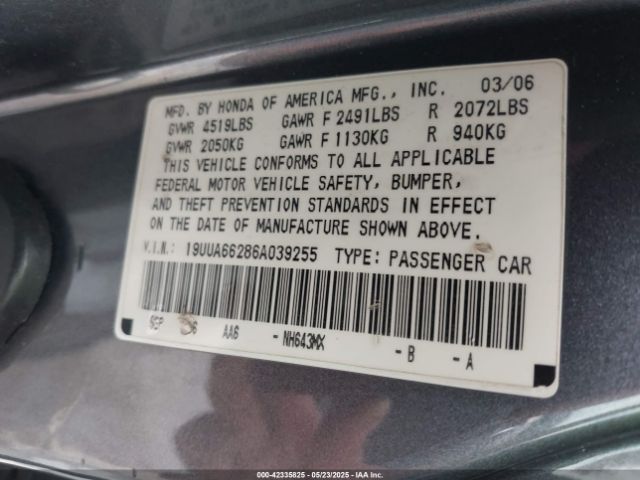 MFD. BY HONDA OF AMERICA MFG., INC. 03/06
GVWR 4519LBS GAWR F 2491LBS R 2072LBS
GVWR 2050KG GAWR F 1130KG R 940KG
THIS VEHICLE CONFORMS TO ALL APPLICABLE
FEDERAL MOTOR VEHICLE SAFETY, BUMPER,
AND THEFT PREVENTION STANDARDS IN EFFECT
ON THE DATE OF MANUFACTURE SHOWN ABOVE.
V.I.N.: 19UUA66286A039255 TYPE: PASSENGER CAR
SEP AA6 -NH643MX -B -A
000-42335825 - 05/23/2025 - IAA Inc.